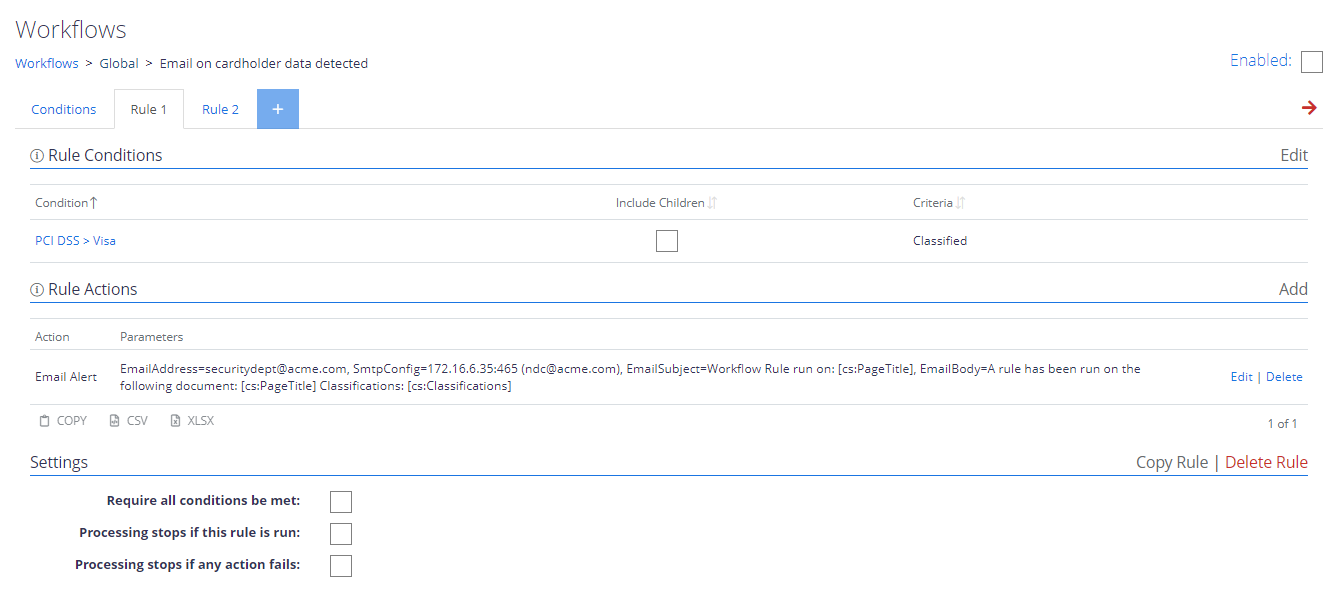 Workflows
Workflows > Global > Email on cardholder data detected
Enabled:
Conditions
Rule 1
Rule 2
+
Rule Conditions
Edit
Condition
Include Children
Criteria
PCI DSS > Visa
Classified
Rule Actions
Add
Action
Parameters
Email Alert
EmailAddress=securitydept@acme.com, SmtpConfig=172.16.6.35:465 (ndc@acme.com), EmailSubject=Workflow Rule run on: [cs:PageTitle], EmailBody=A rule has been run on the
following document: [cs:PageTitle] Classifications: [cs:Classifications]
Edit | Delete
COPY
CSV
XLSX
1 of 1
Settings
Copy Rule | Delete Rule
Require all conditions be met:
Processing stops if this rule is run:
Processing stops if any action fails: